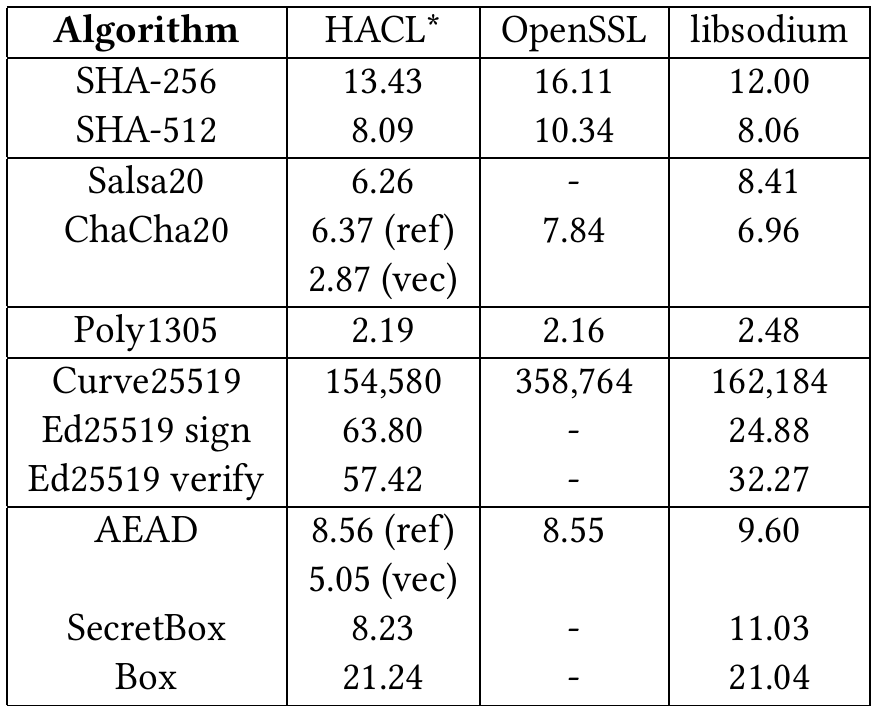 Algorithm HACL* OpenSSL libsodium
SHA-256 13.43 16.11 12.00
SHA-512 8.09 10.34 8.06
Salsa20 6.26 - 8.41
ChaCha20 6.37 (ref) 7.84 6.96
2.87 (vec)
Poly1305 2.19 2.16 2.48
Curve25519 154,580 358,764 162,184
Ed25519 sign 63.80 - 24.88
Ed25519 verify 57.42 - 32.27
AEAD 8.56 (ref) 8.55 9.60
5.05 (vec)
SecretBox 8.23 - 11.03
Box 21.24 - 21.04